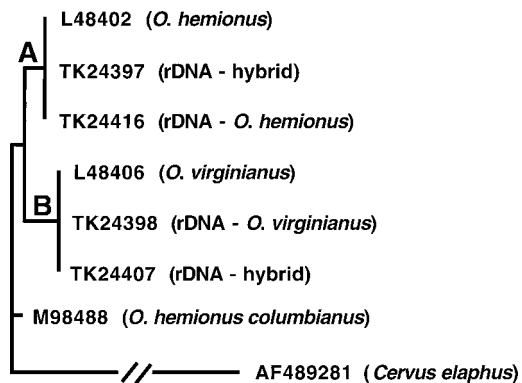 L48402 (O. hemionus)
A
TK24397 (rDNA - hybrid)
TK24416 (rDNA - O. hemionus)
L48406 (O. virginianus)
B
TK24398 (rDNA - O. virginianus)
TK24407 (rDNA - hybrid)
M98488 (O. hemionus columbianus)
AF489281 (Cervus elaphus)